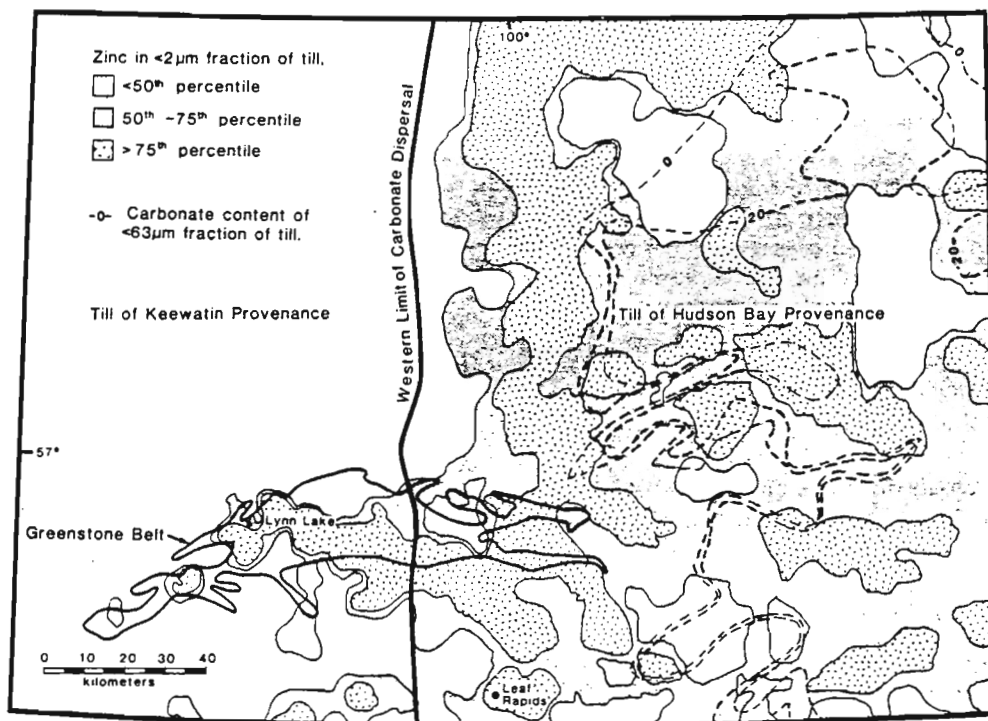 Zinc in <2µm fraction of till.
<50th percentile
50th -75th percentile
>75th percentile
-0- Carbonate content of
<63µm fraction of till.
Till of Keewatin Provenance
Western Limit of Carbonate Dispersal
100°
0
0
20
20
Till of Hudson Bay Provenance
57°
Lynn Lake
Greenstone Belt
0 10 20 30 40
kilometers
Leaf
Rapids